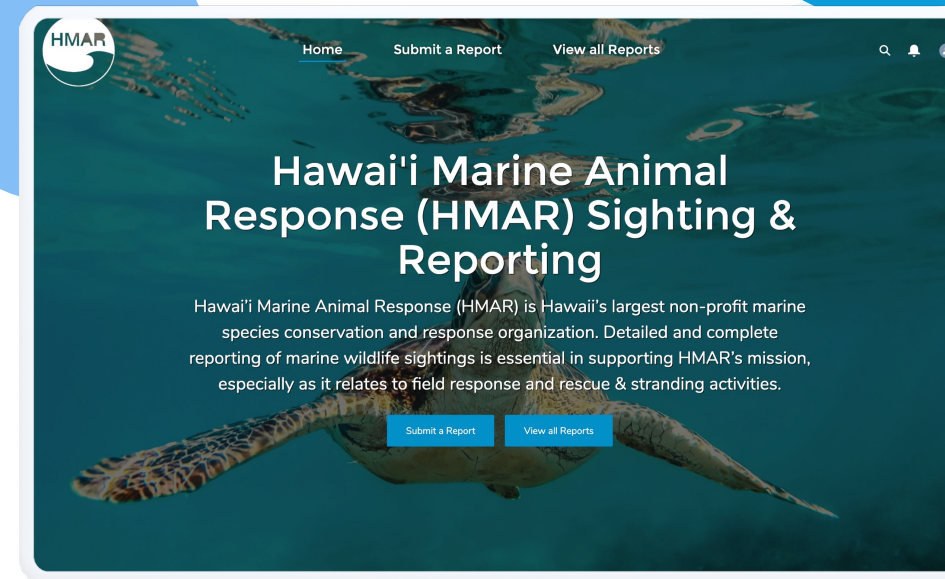 HMAR
Home
Submit a Report
View all Reports
Hawai'i Marine Animal
Response (HMAR) Sighting &
Reporting
Hawai'i Marine Animal Response (HMAR) is Hawaii's largest non-profit marine
species conservation and response organization. Detailed and complete
reporting of marine wildlife sightings is essential in supporting HMAR's mission,
especially as it relates to field response and rescue & stranding activities.
Submit a Report
View all Reports